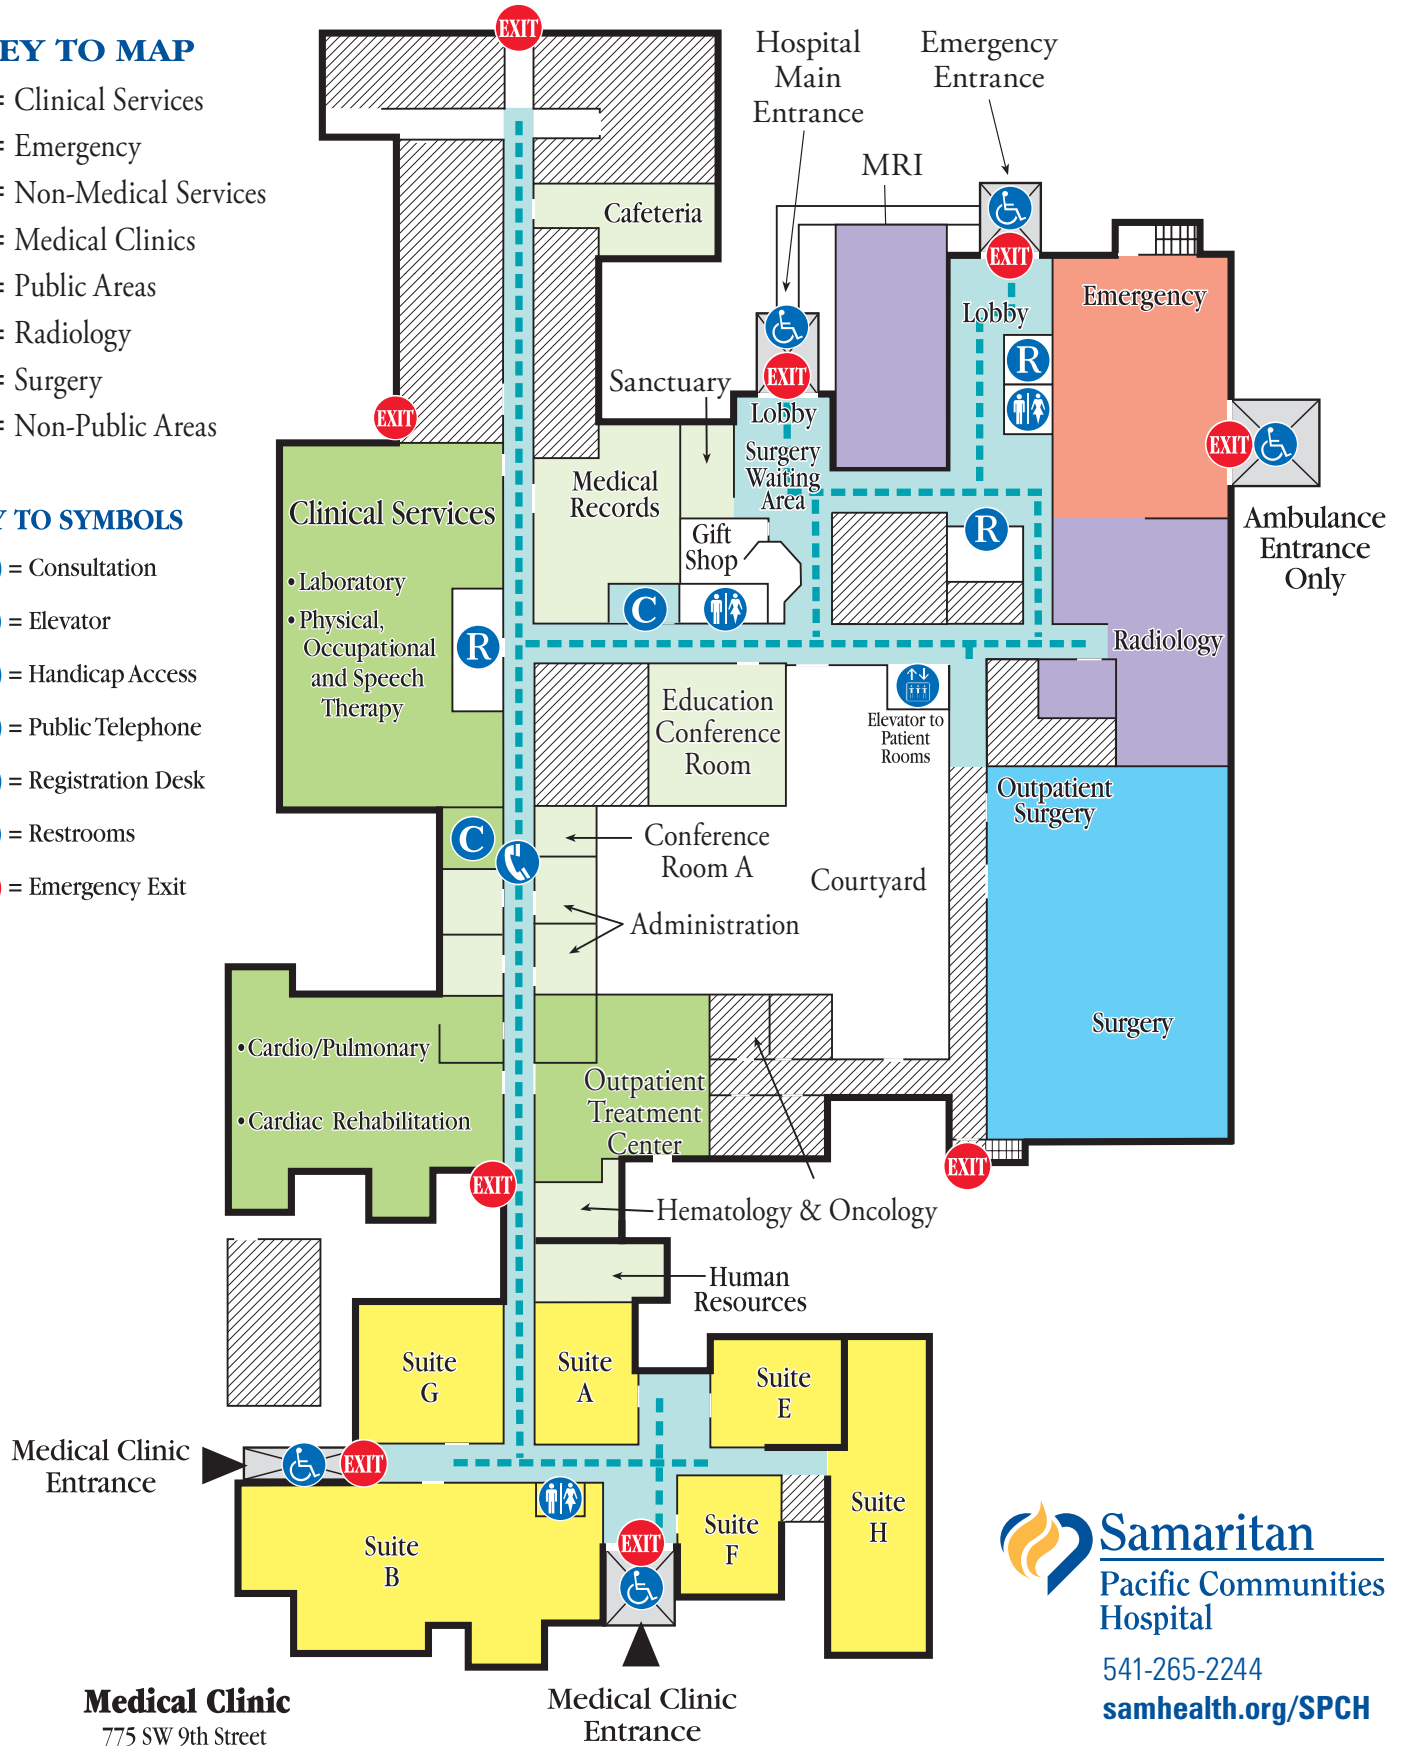 EY TO MAP
= Clinical Services
= Emergency
= Non-Medical Services
= Medical Clinics
= Public Areas
= Radiology
= Surgery
= Non-Public Areas
Y TO SYMBOLS
= Consultation
= Elevator
= Handicap Access
= Public Telephone
= Registration Desk
= Restrooms
= Emergency Exit
EXIT
Hospital
Main
Entrance
Emergency
Entrance
MRI
Cafeteria
EXIT
Lobby
Emergency
R
EXIT
Sanctuary
EXIT
Lobby
Surgery
Waiting
Area
EXIT
Ambulance
Entrance
Only
Medical
Records
Gift
Shop
R
C
Clinical Services
• Laboratory
• Physical,
Occupational
and Speech
Therapy
R
Radiology
Education
Conference
Room
Elevator to
Patient
Rooms
Outpatient
Surgery
C
Conference
Room A
Courtyard
Administration
Surgery
• Cardio/Pulmonary
• Cardiac Rehabilitation
Outpatient
Treatment
Center
EXIT
EXIT
Hematology & Oncology
Human
Resources
Suite
G
Suite
A
Suite
E
Medical Clinic
Entrance
EXIT
Suite
B
EXIT
Suite
F
Suite
H
Medical Clinic
Entrance
Medical Clinic
775 SW 9th Street
Samaritan
Pacific Communities
Hospital
541-265-2244
samhealth.org/SPCH